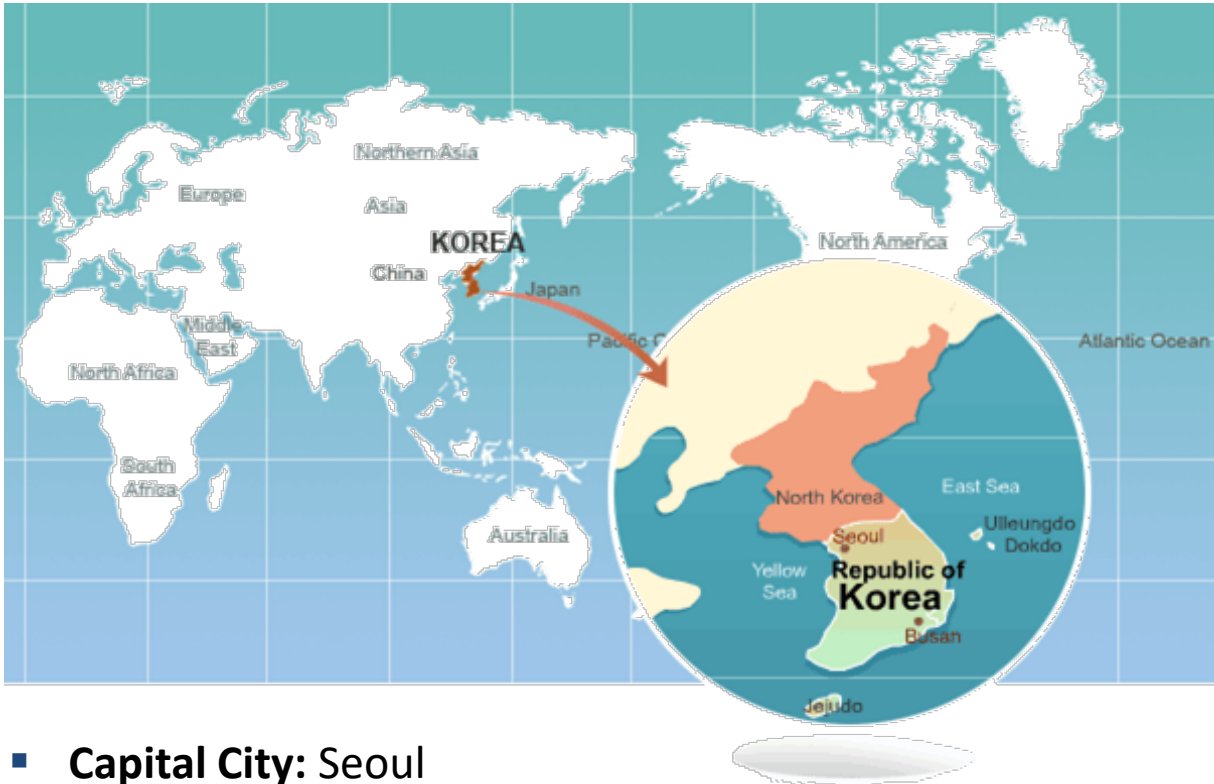 Northern Asia
Europe
Asia
KOREA
North America
China
Japan
Middle
East
Pacific
Atlantic Ocean
North Africa
South
Africa
Australia
North Korea
East Sea
Seoul
Ulleungdo
Dokdo
Yellow
Sea
Republic of
Korea
Busan
Jejudo
▪ Capital City: Seoul